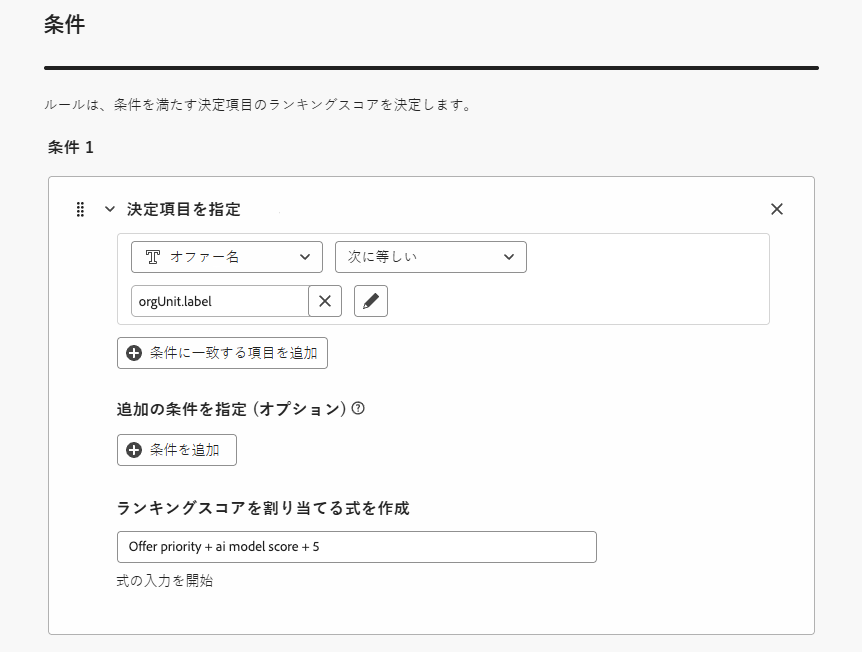 条件
ルールは、条件を満たす決定項目のランキングスコアを決定します。
条件 1
決定項目を指定
オファー名
次に等しい
orgUnit.label
条件に一致する項目を追加
追加の条件を指定 (オプション)
条件を追加
ランキングスコアを割り当てる式を作成
Offer priority + ai model score + 5
式の入力を開始